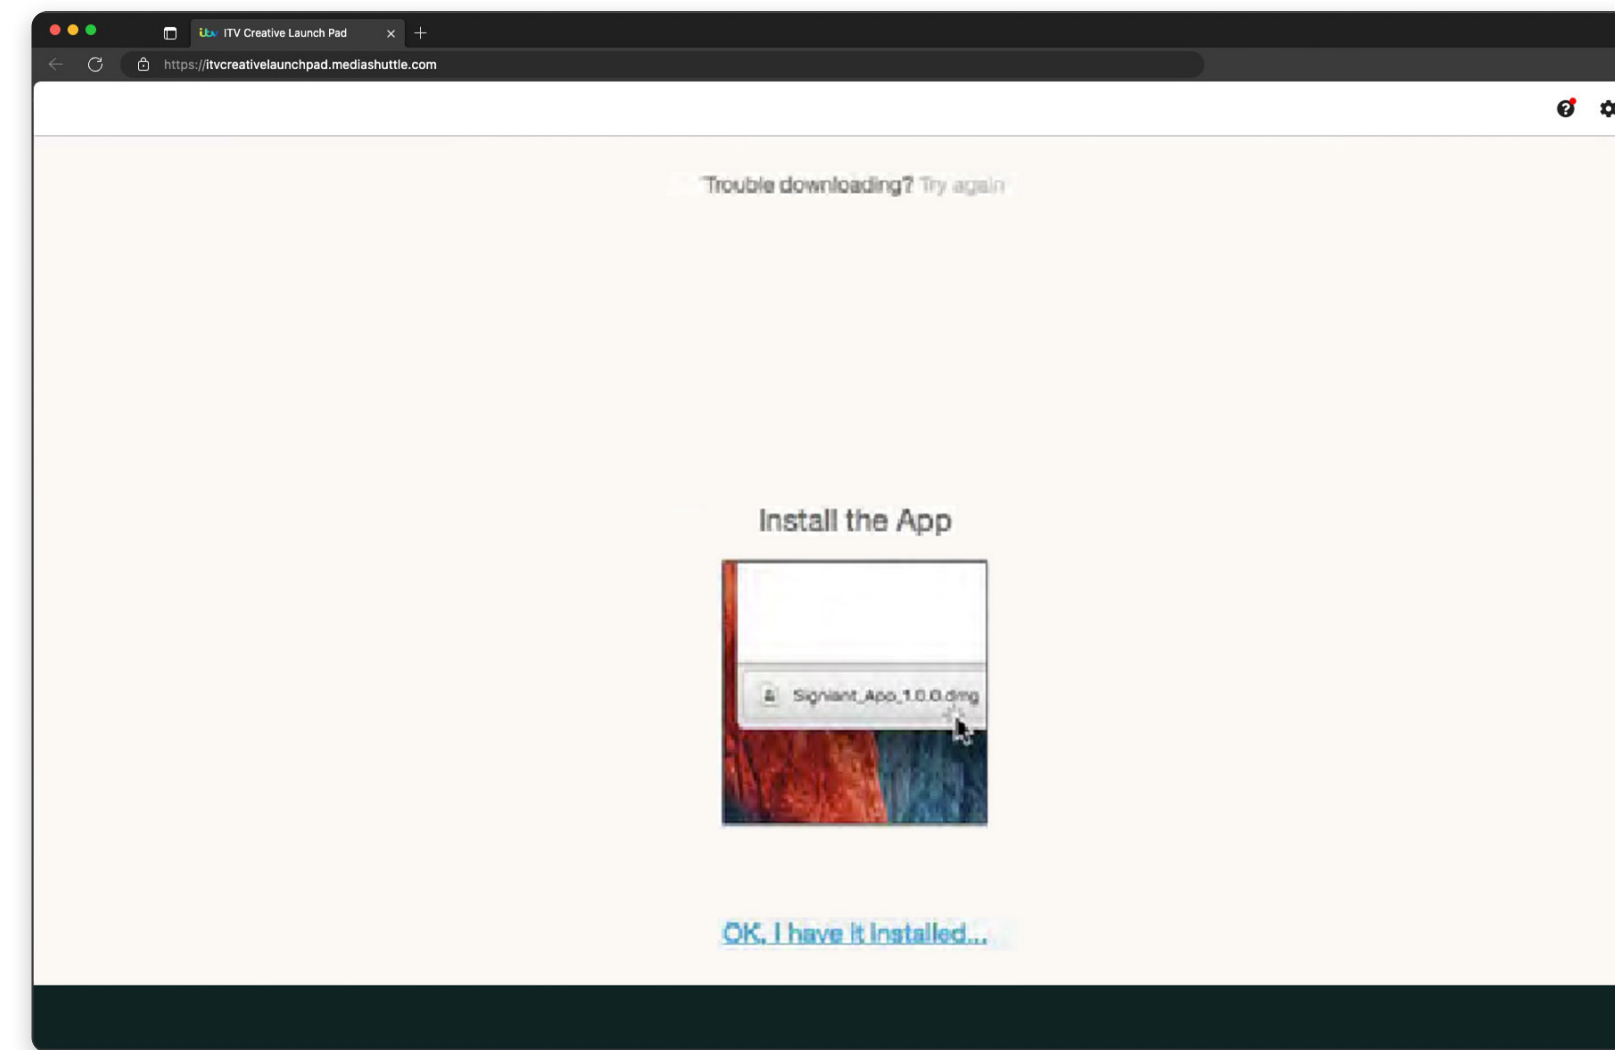 itv ITV Creative Launch Pad
https://itvcreativelaunchpad.mediashuttle.com
Trouble downloading? Try again
Install the App
Signiant_App_1.0.0.dmg
OK, I have it installed...